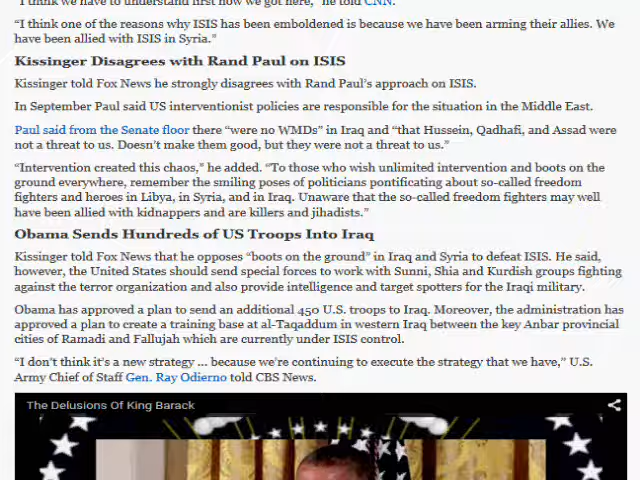 "I think we have to understand first how we got here," he told CNN.
"I think one of the reasons why ISIS has been emboldened is because we have been arming their allies. We
have been allied with ISIS in Syria."
Kissinger Disagrees with Rand Paul on ISIS
Kissinger told Fox News he strongly disagrees with Rand Paul's approach on ISIS.
In September Paul said US interventionist policies are responsible for the situation in the Middle East.
Paul said from the Senate floor there "were no WMDs" in Iraq and "that Hussein, Qadhafi, and Assad were
not a threat to us. Doesn't make them good, but they were not a threat to us."
"Intervention created this chaos," he added. "To those who wish unlimited intervention and boots on the
ground everywhere, remember the smiling poses of politicians pontificating about so-called freedom
fighters and heroes in Libya, in Syria, and in Iraq. Unaware that the so-called freedom fighters may well
have been allied with kidnappers and are killers and jihadists."
Obama Sends Hundreds of US Troops Into Iraq
Kissinger told Fox News that he opposes "boots on the ground" in Iraq and Syria to defeat ISIS. He said,
however, the United States should send special forces to work with Sunni, Shia and Kurdish groups fighting
against the terror organization and also provide intelligence and target spotters for the Iraqi military.
Obama has approved a plan to send an additional 450 U.S. troops to Iraq. Moreover, the administration has
approved a plan to create a training base at al-Taqaddum in western Iraq between the key Anbar provincial
cities of Ramadi and Fallujah which are currently under ISIS control.
"I don't think it's a new strategy ... because we're continuing to execute the strategy that we have," U.S.
Army Chief of Staff Gen. Ray Odierno told CBS News.
The Delusions Of King Barack